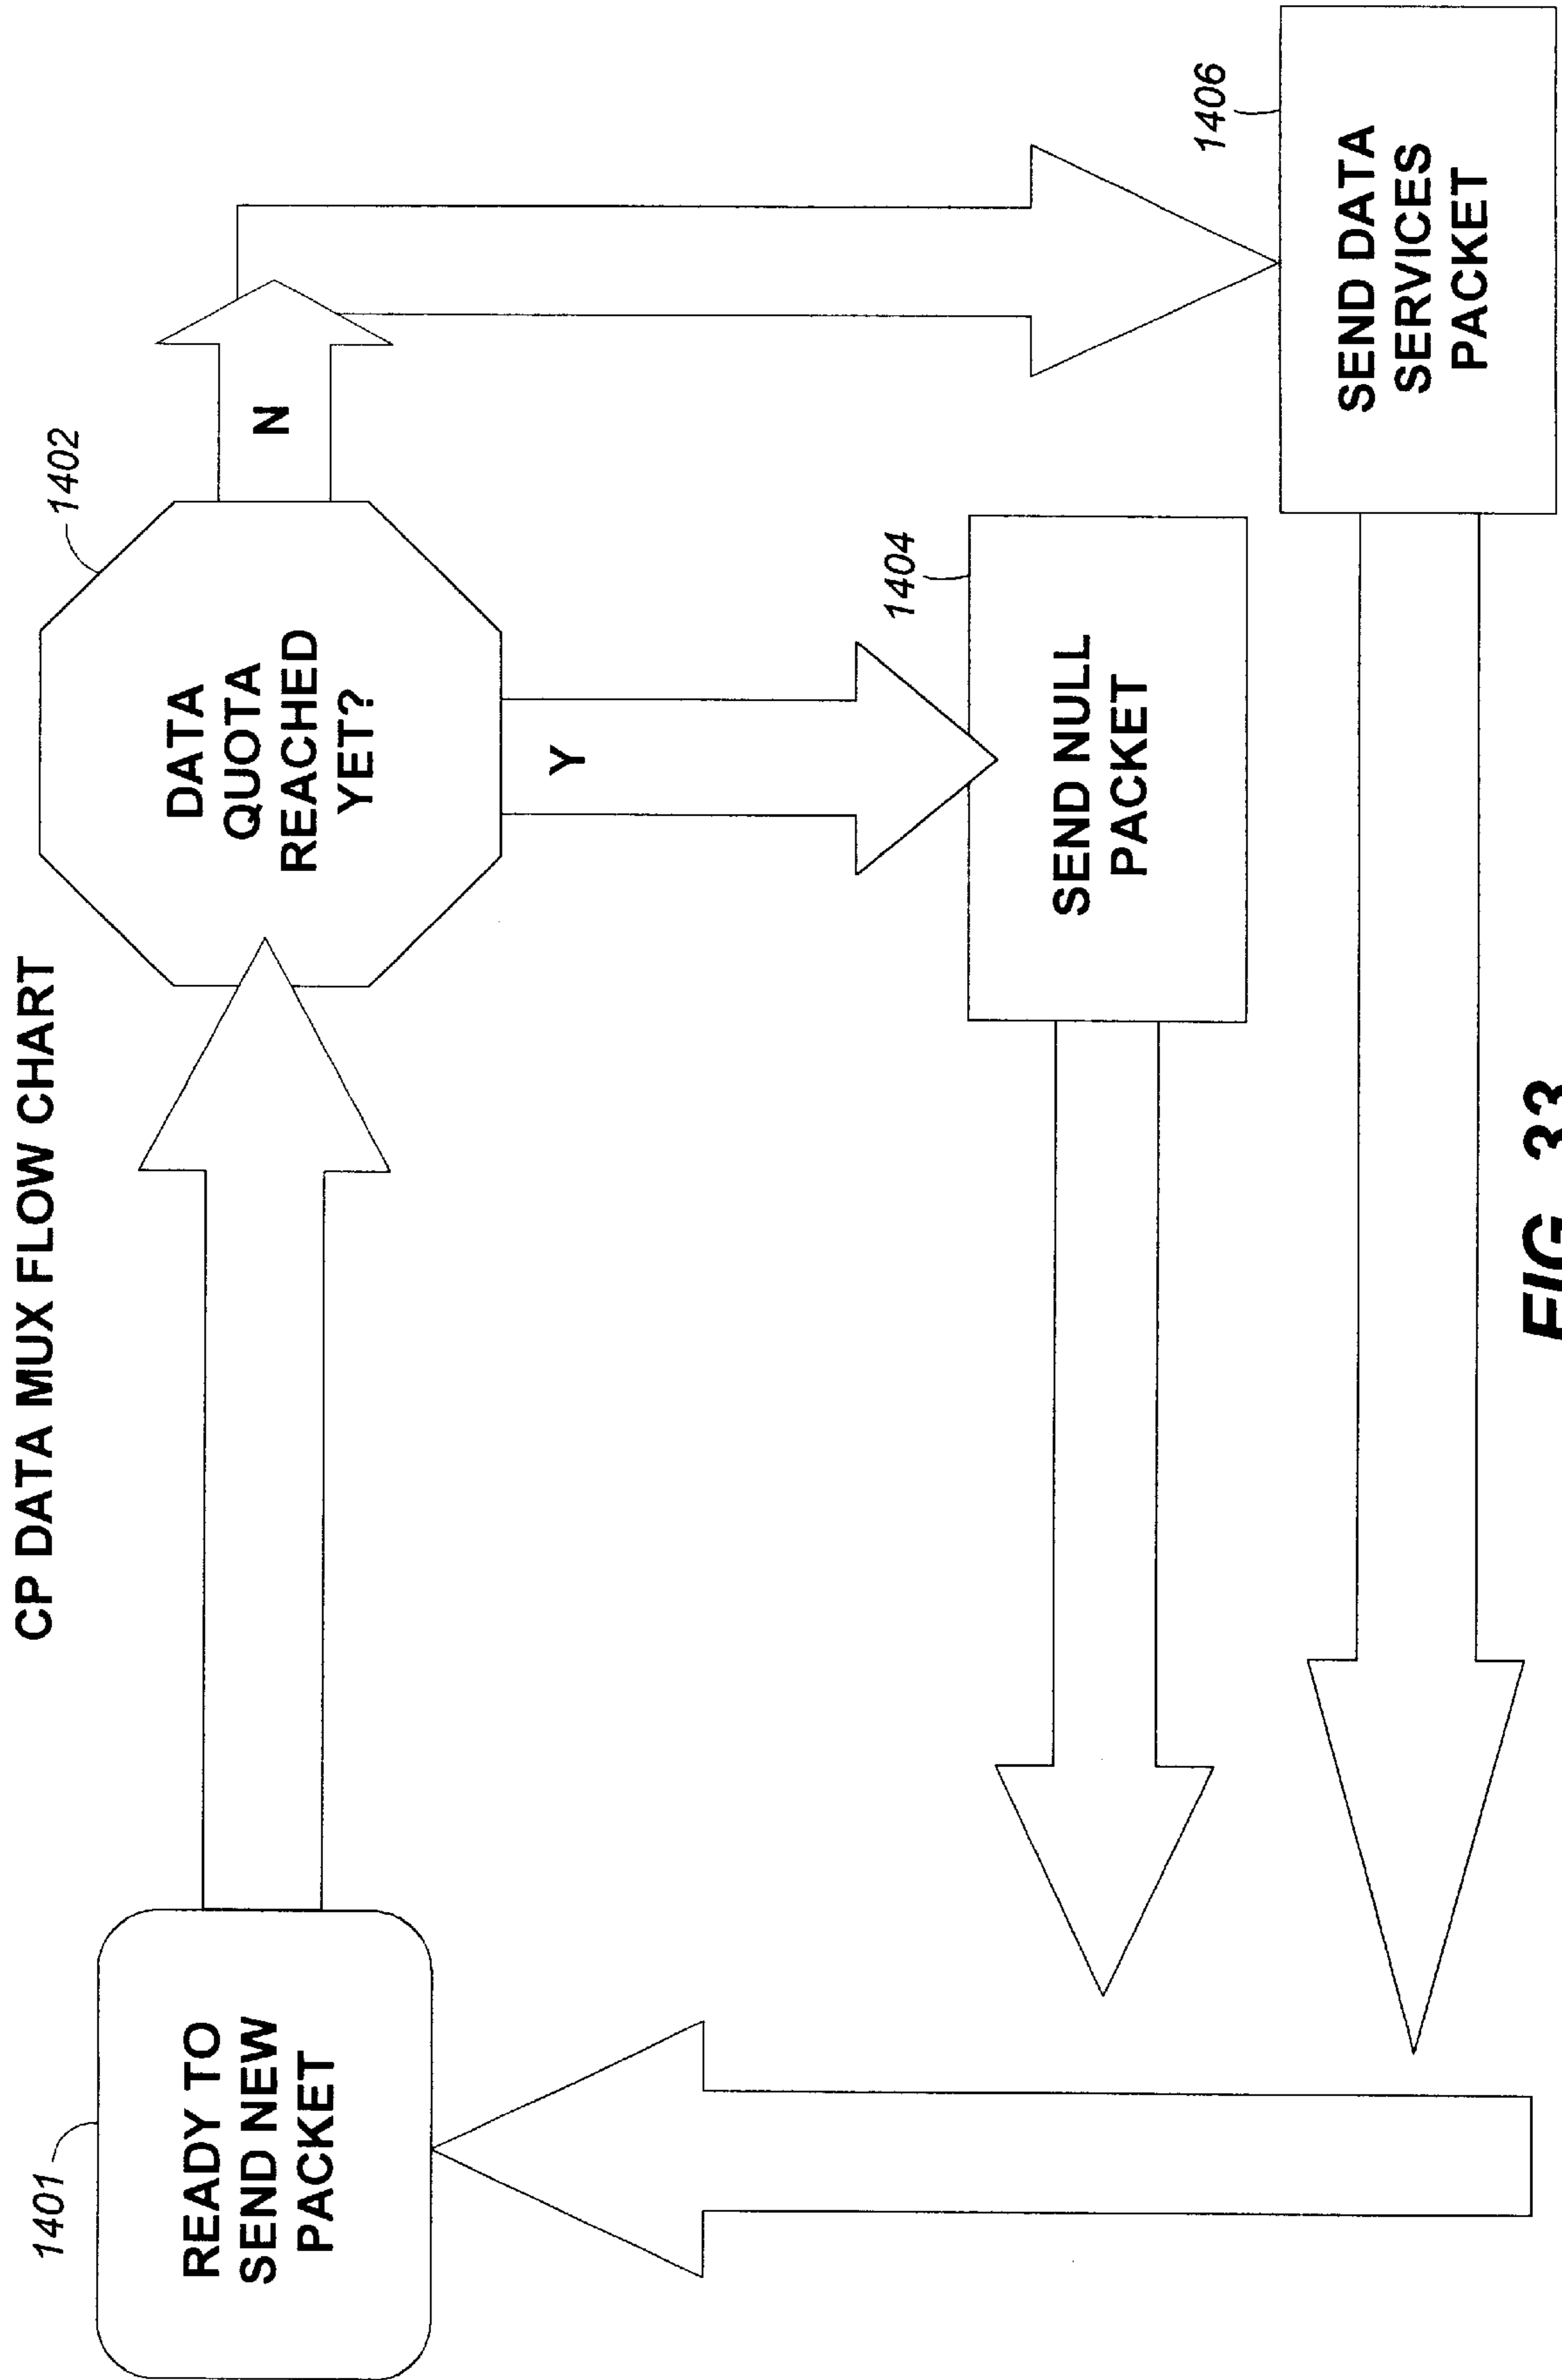 CP DATA MUX FLOW CHART
1401
READY TO
SEND NEW
PACKET
1402
DATA
QUOTA
REACHED
YET?
N
Y
1404
SEND NULL
PACKET
1406
SEND DATA
SERVICES
PACKET
FIG. 33